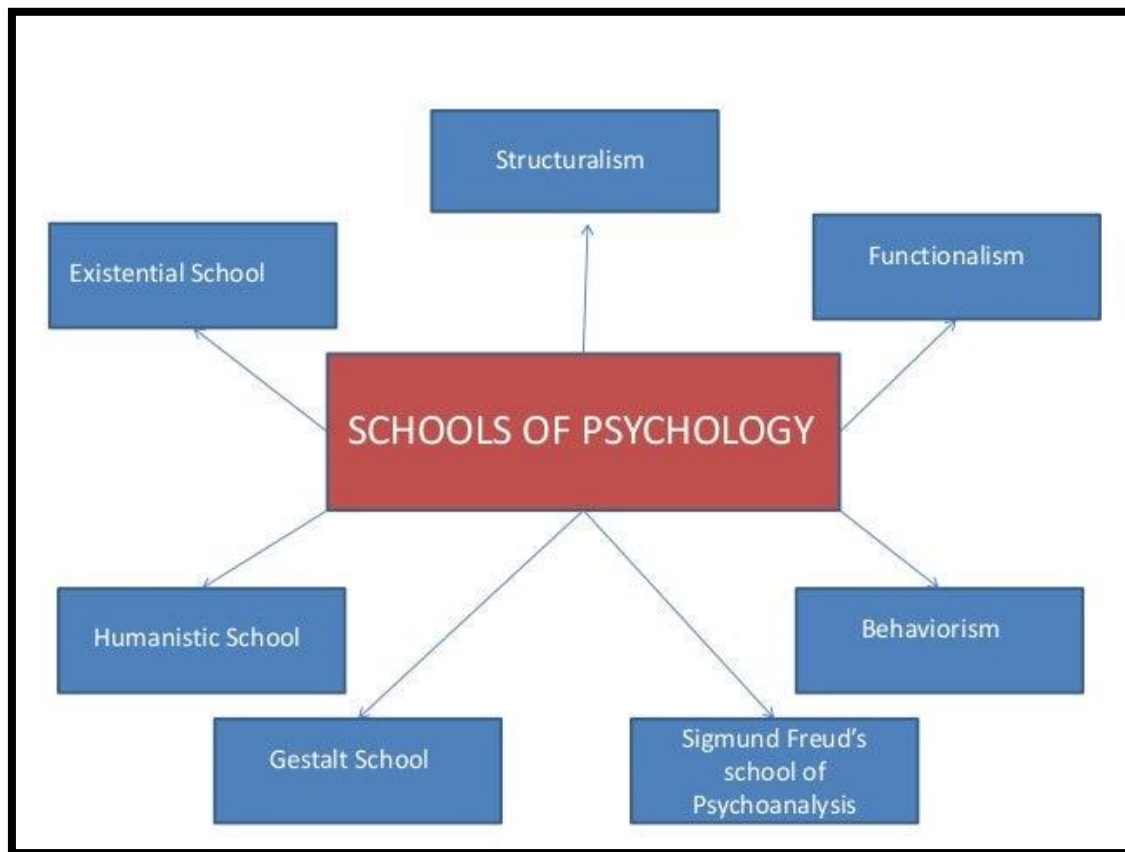 Structuralism
Existential School
Functionalism
SCHOOLS OF PSYCHOLOGY
Humanistic School
Behaviorism
Gestalt School
Sigmund Freud’s
school of
Psychoanalysis